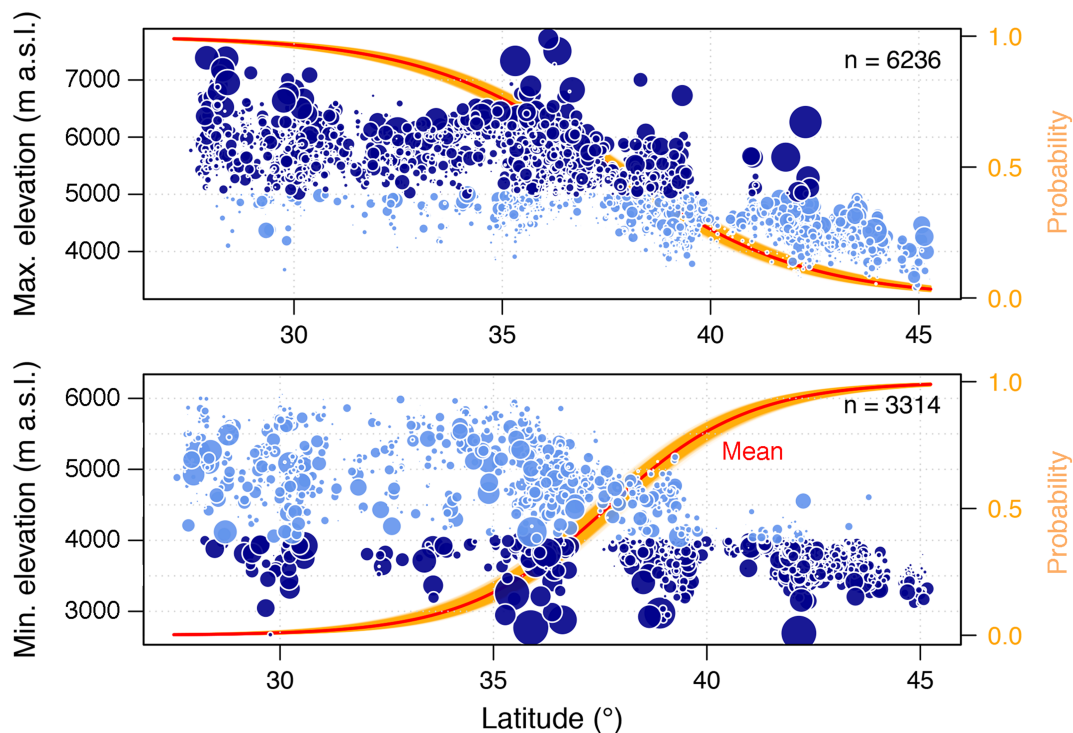 Max. elevation (m a.s.l.)
7000
6000
5000
4000
n = 6236
1.0
0.5
0.0
Probability
30 35 40 45
Min. elevation (m a.s.l.)
6000
5000
4000
3000
n = 3314
Mean
1.0
0.5
0.0
Probability
30 35 40 45
Latitude (°)